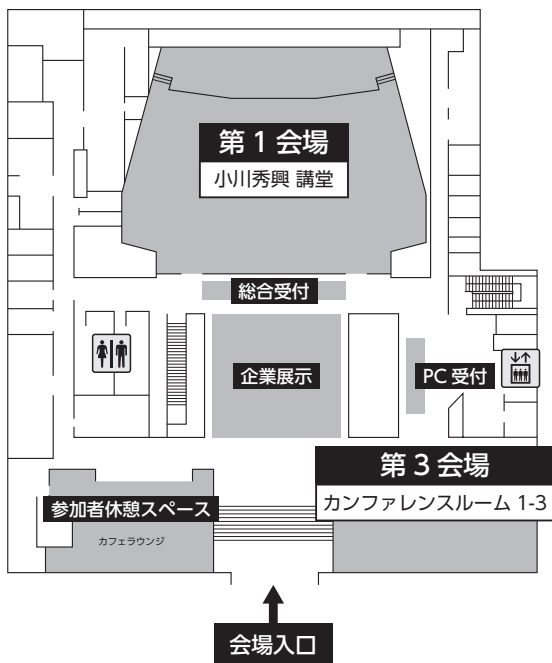 第 1 会場
小川秀興 講堂
総合受付
企業展示
PC 受付
第 3 会場
カンファレンスルーム 1-3
参加者休憩スペース
カフェラウンジ
会場入口